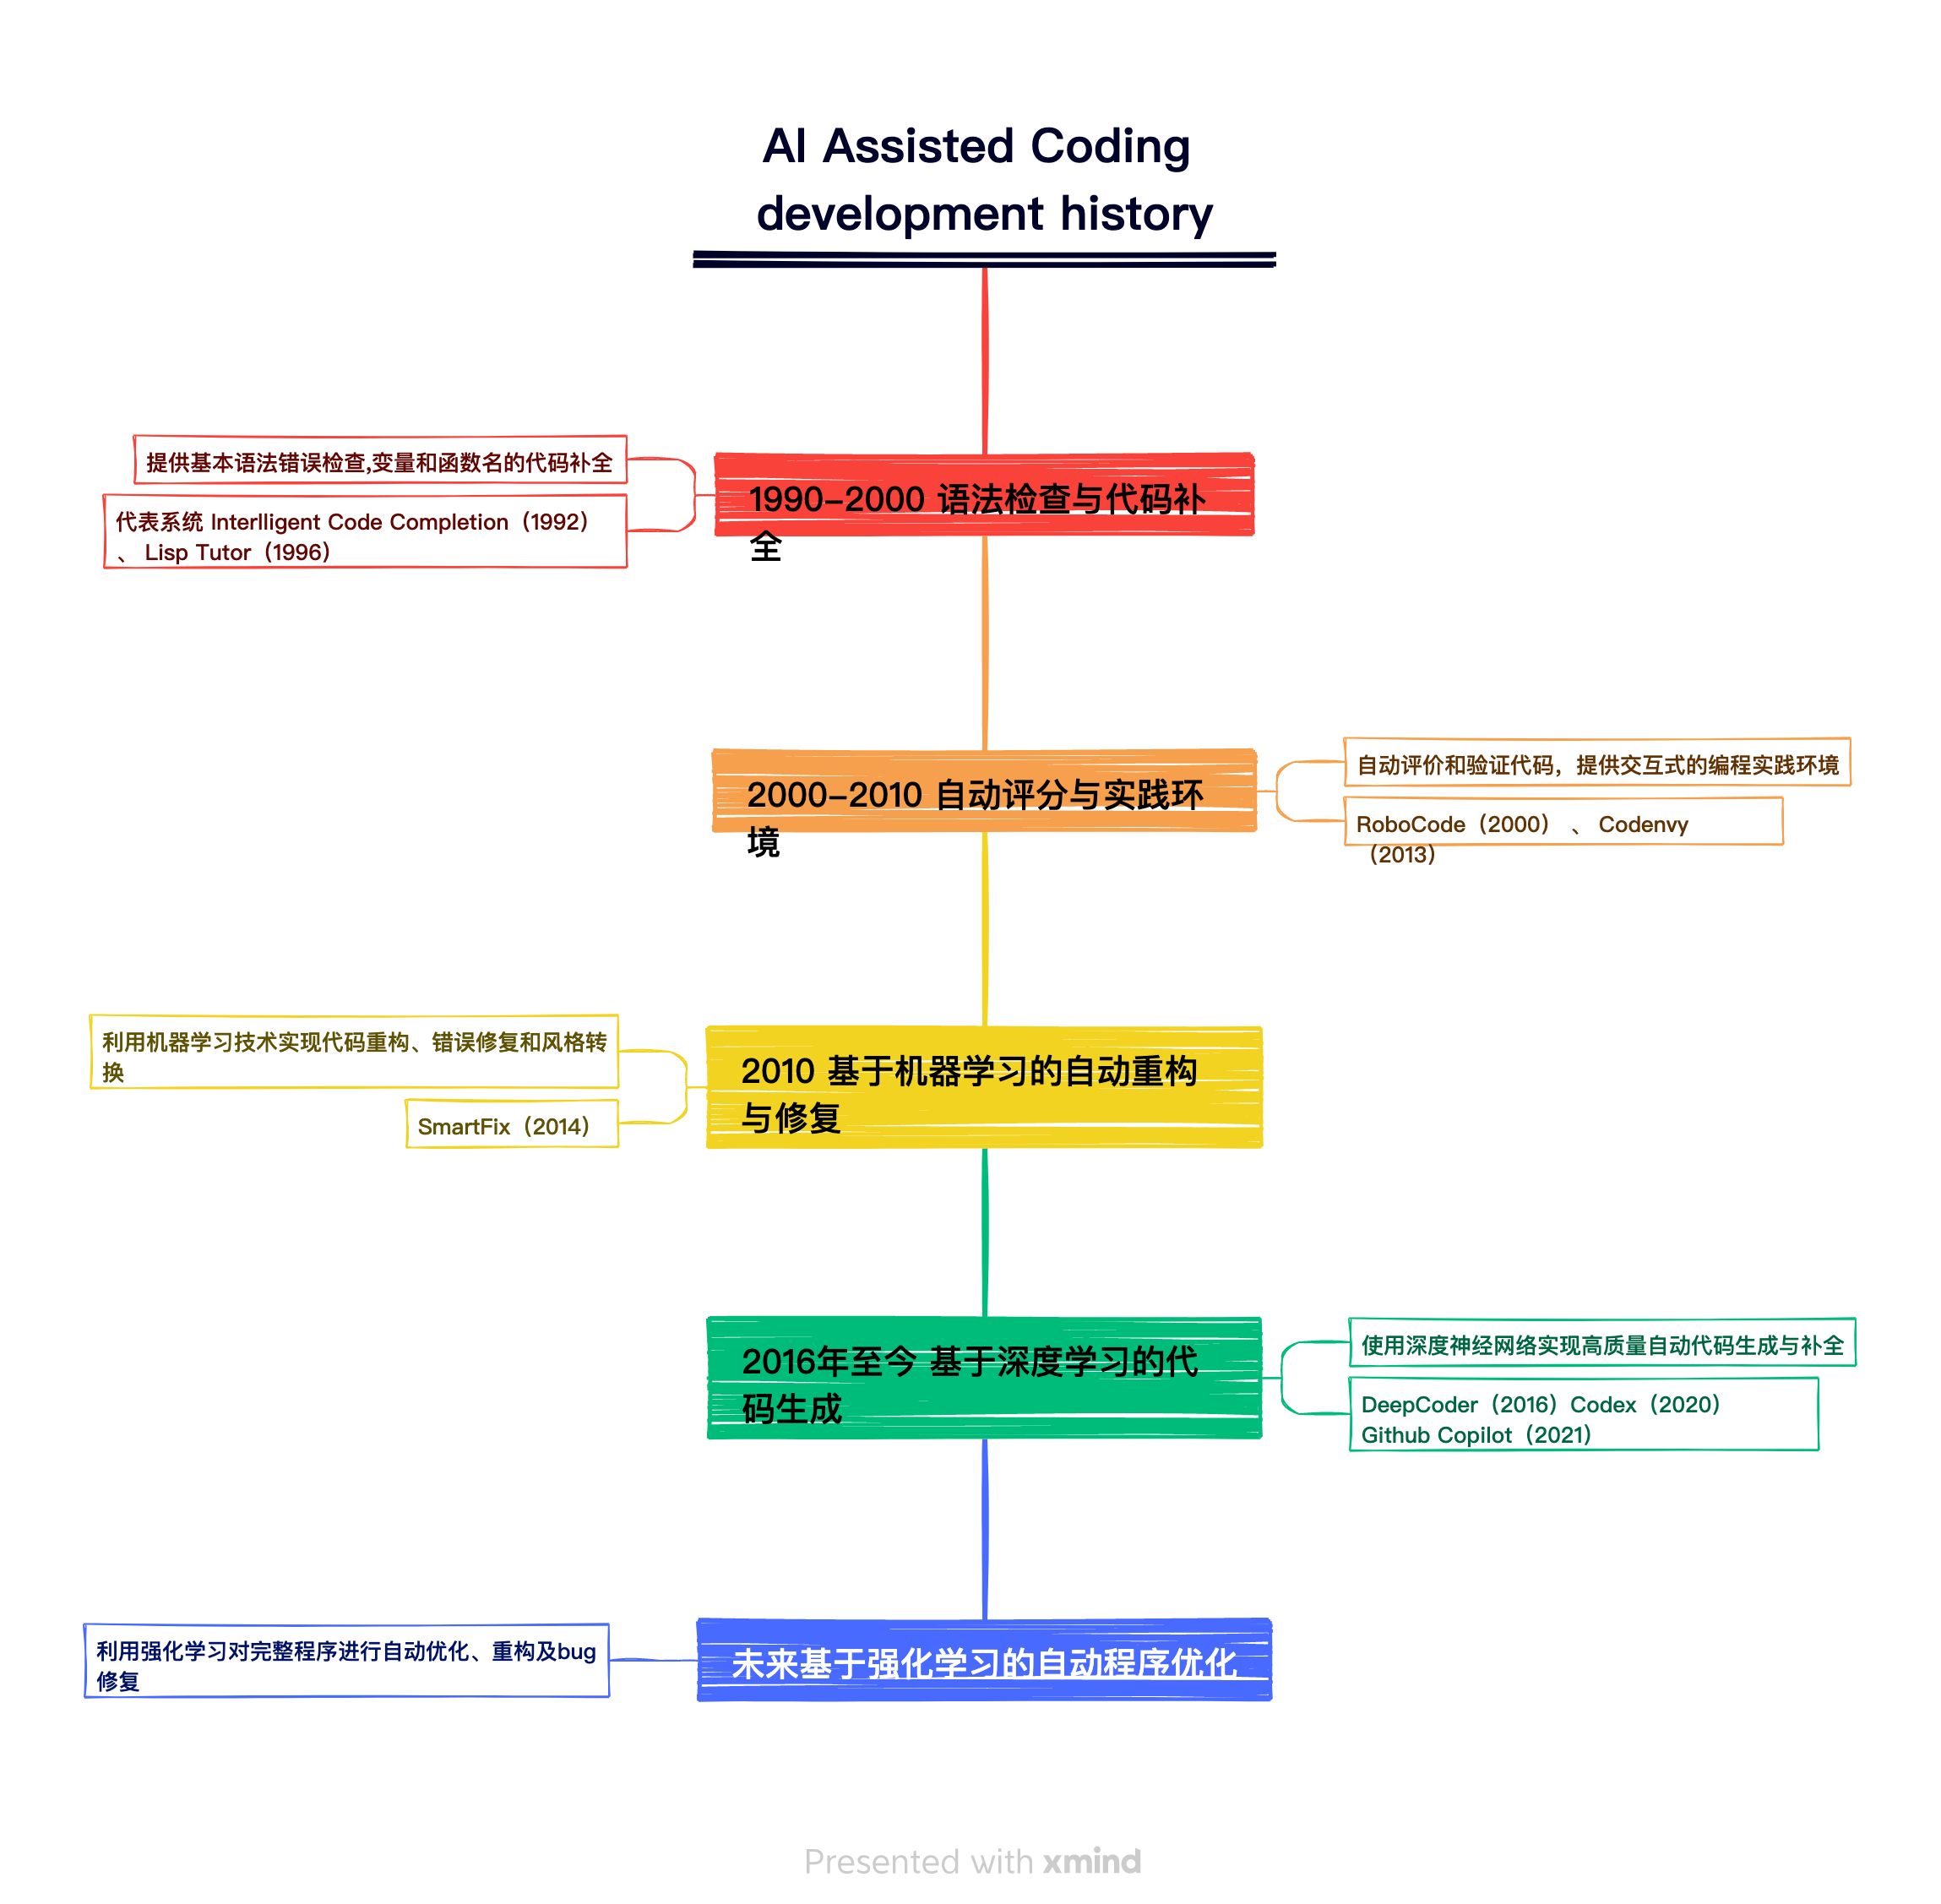 AI Assisted Coding
development history
提供基本语法错误检查,变量和函数名的代码补全
代表系统 Interlligent Code Completion（1992）
、 Lisp Tutor（1996）
1990-2000 语法检查与代码补
全
2000-2010 自动评分与实践环
境
自动评价和验证代码，提供交互式的编程实践环境
RoboCode（2000） 、 Codenvy
（2013）
利用机器学习技术实现代码重构、错误修复和风格转
换
SmartFix（2014）
2010 基于机器学习的自动重构
与修复
2016年至今 基于深度学习的代
码生成
使用深度神经网络实现高质量自动代码生成与补全
DeepCoder（2016）Codex（2020）
Github Copilot（2021）
利用强化学习对完整程序进行自动优化、重构及bug
修复
未来基于强化学习的自动程序优化
Presented with xmind